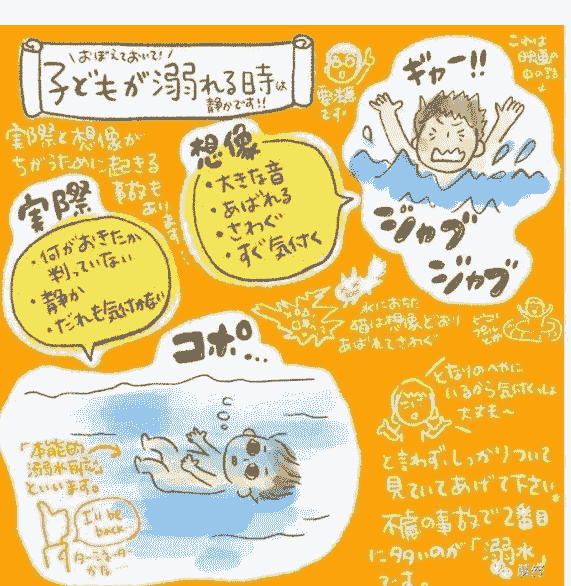 おぼえておいて!
子どもが溺れる時は
静かです!!
要注意
です
これは
映画の
中の話
ギャー!!
実際と想像が
ちがうために起きる
事故も
あります…
想像
・大きな音
・あばれる
・さわぐ
・すぐ気付く
実際
・何がおきたか
判っていない
・静か
・だれも気付かない
ジャブ
ジャブ
水におちた
猫は想像どおり
あばれてさわぐ
コポ…
となりのへやに
いるから気付くし
大丈夫~
と言わず、しっかりついて
見ていてあげて下さい。
不慮の事故で2番目
に多いのが「溺水」
です。
「本能的
溺水反応」
といいます。
I'll be
back
ターミネーター
かな…